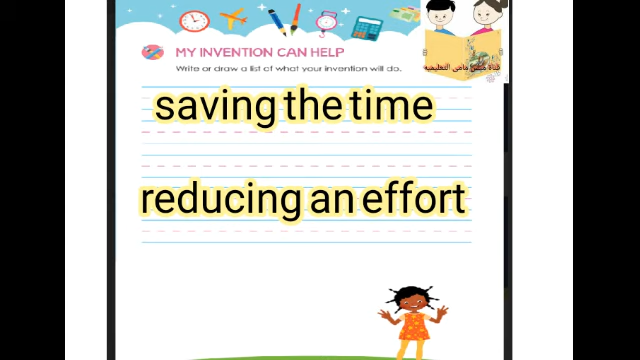 MY INVENTION CAN HELP
Write or draw a list of what your invention will do.
saving the time
reducing an effort